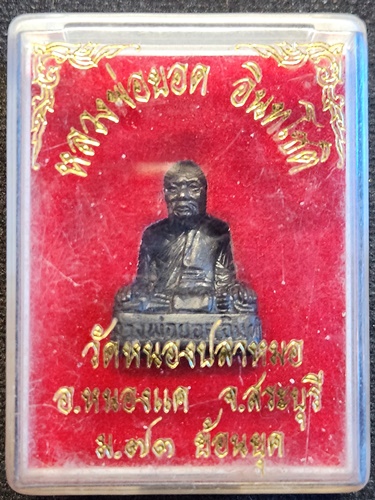 หลวงพ่อยอด อินทโชติ
วัดหนองปลาหมอ
อ.หนองแค จ.สระบุรี
ม.๗๓ ย้อนยุค